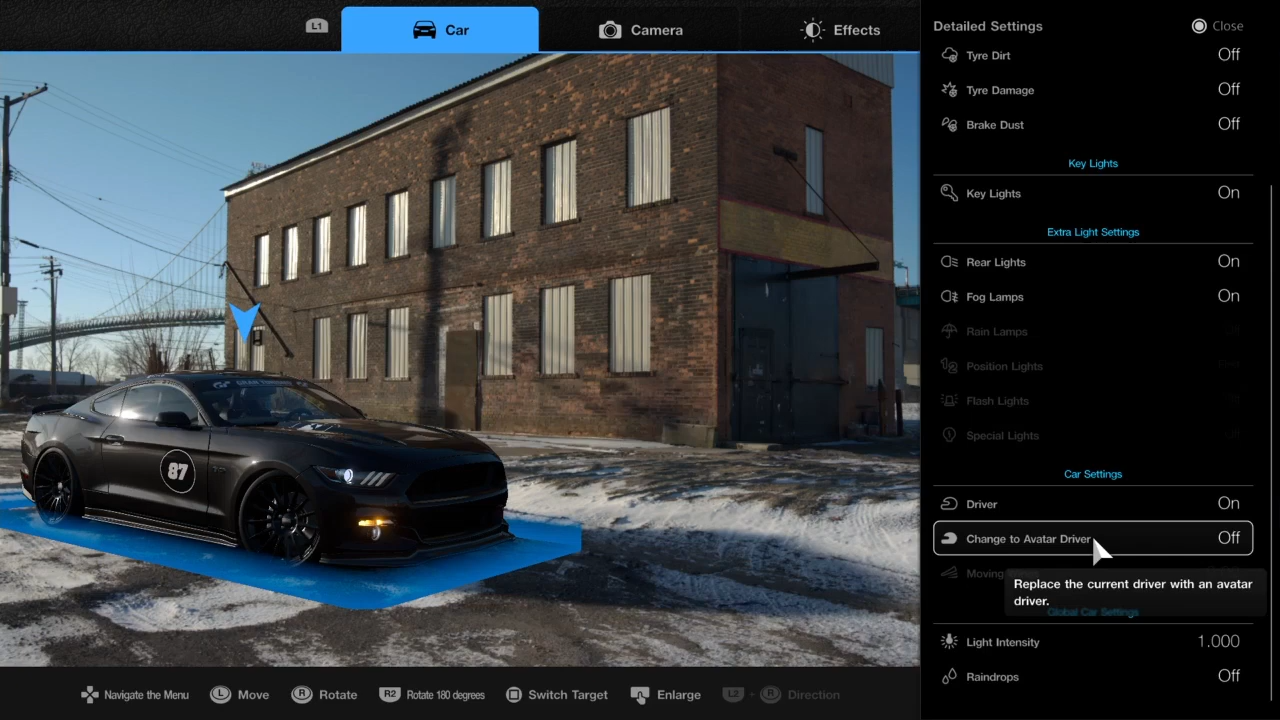 L1
Car
Camera
Effects
Detailed Settings
Close
Tyre Dirt Off
Tyre Damage Off
Brake Dust Off
Key Lights
Key Lights On
Extra Light Settings
Rear Lights On
Fog Lamps On
Rain Lamps
Position Lights
Flash Lights
Special Lights
Car Settings
Driver On
Change to Avatar Driver Off
Moving
Replace the current driver with an avatar
driver.
Global Car Settings
Light Intensity 1.000
Raindrops Off
87
Navigate the Menu
L Move
R Rotate
R2 Rotate 180 degrees
Switch Target
Enlarge
L2 R Direction